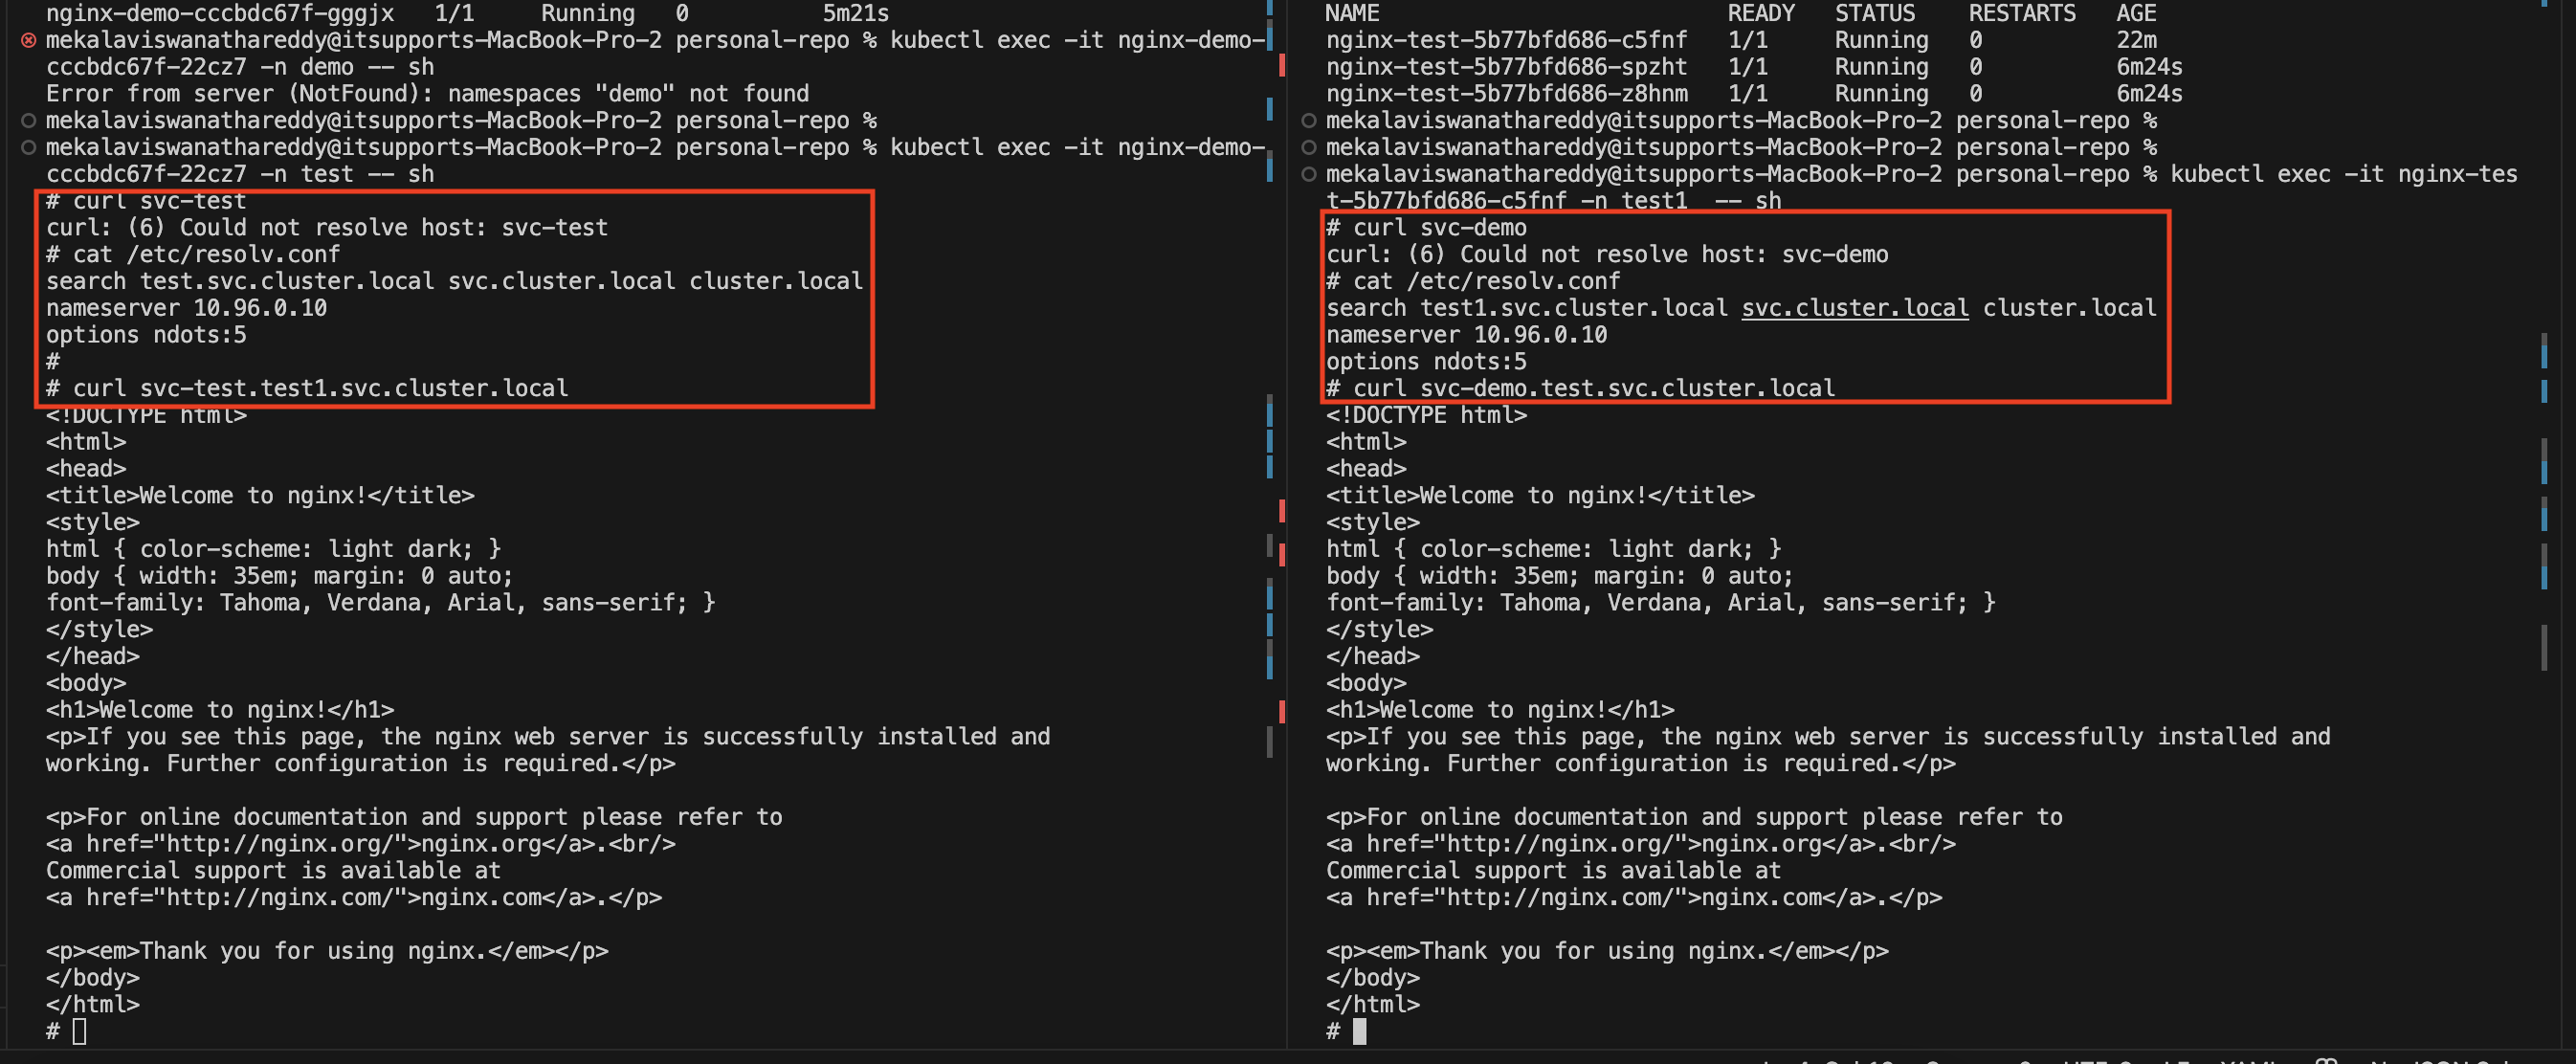 nginx-demo-cccbdc67f-gggjx   1/1     Running   0          5m21s
mekalaviswanathareddy@itsupports-MacBook-Pro-2 personal-repo % kubectl exec -it nginx-demo-
cccbdc67f-22cz7 -n demo -- sh
Error from server (NotFound): namespaces "demo" not found
mekalaviswanathareddy@itsupports-MacBook-Pro-2 personal-repo %
mekalaviswanathareddy@itsupports-MacBook-Pro-2 personal-repo % kubectl exec -it nginx-demo-
cccbdc67f-22cz7 -n test -- sh
# curl svc-test
curl: (6) Could not resolve host: svc-test
# cat /etc/resolv.conf
search test.svc.cluster.local svc.cluster.local cluster.local
nameserver 10.96.0.10
options ndots:5
#
# curl svc-test.test1.svc.cluster.local
<!DOCTYPE html>
<html>
<head>
<title>Welcome to nginx!</title>
<style>
html { color-scheme: light dark; }
body { width: 35em; margin: 0 auto;
font-family: Tahoma, Verdana, Arial, sans-serif; }
</style>
</head>
<body>
<h1>Welcome to nginx!</h1>
<p>If you see this page, the nginx web server is successfully installed and
working. Further configuration is required.</p>
<p>For online documentation and support please refer to
<a href="http://nginx.org/">nginx.org</a>.<br/>
Commercial support is available at
<a href="http://nginx.com/">nginx.com</a>.</p>
<p><em>Thank you for using nginx.</em></p>
</body>
</html>
#
NAME                          READY   STATUS    RESTARTS   AGE
nginx-test-5b77bfd686-c5fnf   1/1     Running   0          22m
nginx-test-5b77bfd686-spzht   1/1     Running   0          6m24s
nginx-test-5b77bfd686-z8hnm   1/1     Running   0          6m24s
mekalaviswanathareddy@itsupports-MacBook-Pro-2 personal-repo %
mekalaviswanathareddy@itsupports-MacBook-Pro-2 personal-repo %
mekalaviswanathareddy@itsupports-MacBook-Pro-2 personal-repo % kubectl exec -it nginx-tes
t-5b77bfd686-c5fnf -n test1  -- sh
# curl svc-demo
curl: (6) Could not resolve host: svc-demo
# cat /etc/resolv.conf
search test1.svc.cluster.local svc.cluster.local cluster.local
nameserver 10.96.0.10
options ndots:5
# curl svc-demo.test.svc.cluster.local
<!DOCTYPE html>
<html>
<head>
<title>Welcome to nginx!</title>
<style>
html { color-scheme: light dark; }
body { width: 35em; margin: 0 auto;
font-family: Tahoma, Verdana, Arial, sans-serif; }
</style>
</head>
<body>
<h1>Welcome to nginx!</h1>
<p>If you see this page, the nginx web server is successfully installed and
working. Further configuration is required.</p>
<p>For online documentation and support please refer to
<a href="http://nginx.org/">nginx.org</a>.<br/>
Commercial support is available at
<a href="http://nginx.com/">nginx.com</a>.</p>
<p><em>Thank you for using nginx.</em></p>
</body>
</html>
#